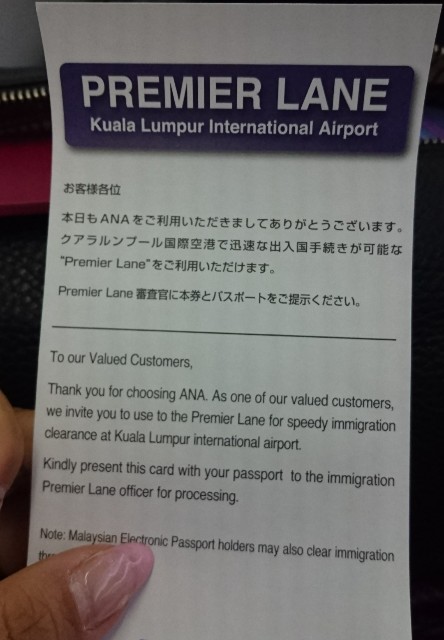 PREMIER LANE
Kuala Lumpur International Airport
お客様各位
本日もANAをご利用いただきましてありがとうございます。
クアラルンプール国際空港で迅速な出入国手続きが可能な
“Premier Lane”をご利用いただけます。
Premier Lane 審査官に本券とパスポートをご提示ください。
To our Valued Customers,
Thank you for choosing ANA. As one of our valued customers,
we invite you to use to the Premier Lane for speedy immigration
clearance at Kuala Lumpur international airport.
Kindly present this card with your passport to the immigration
Premier Lane officer for processing.
Note: Malaysian Electronic Passport holders may also clear immigration